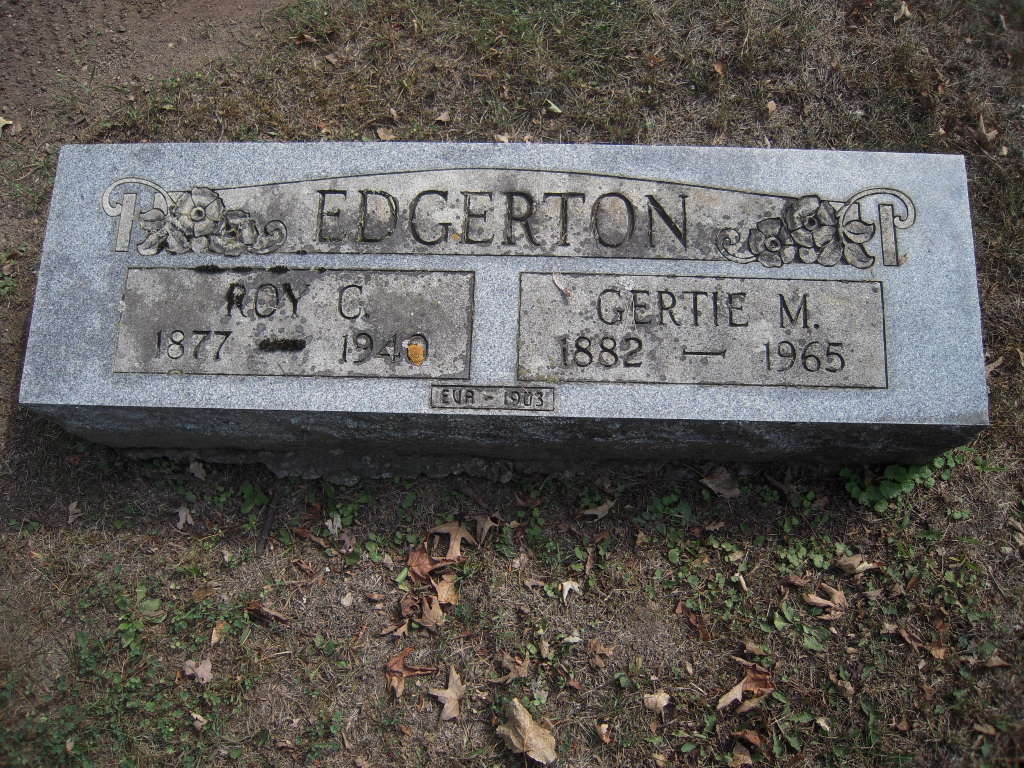 EDGERTON
ROY C.
1877 — 1940
GERTIE M.
1882 — 1965
EVA - 1903